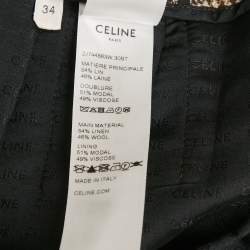 34
CELINE
PARIS
MATIÈRE PRINCIPALE
54% LIN
46% LAINE
DOUBLURE
51% MODAL
49% VISCOSE
MAIN MATERIAL
54% LINEN
46% WOOL
LINING
51% MODAL
49% VISCOSE
MADE IN ITALY
CELINE.COM